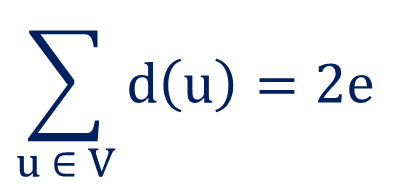 ∑ d(u) = 2e
u ∈ V